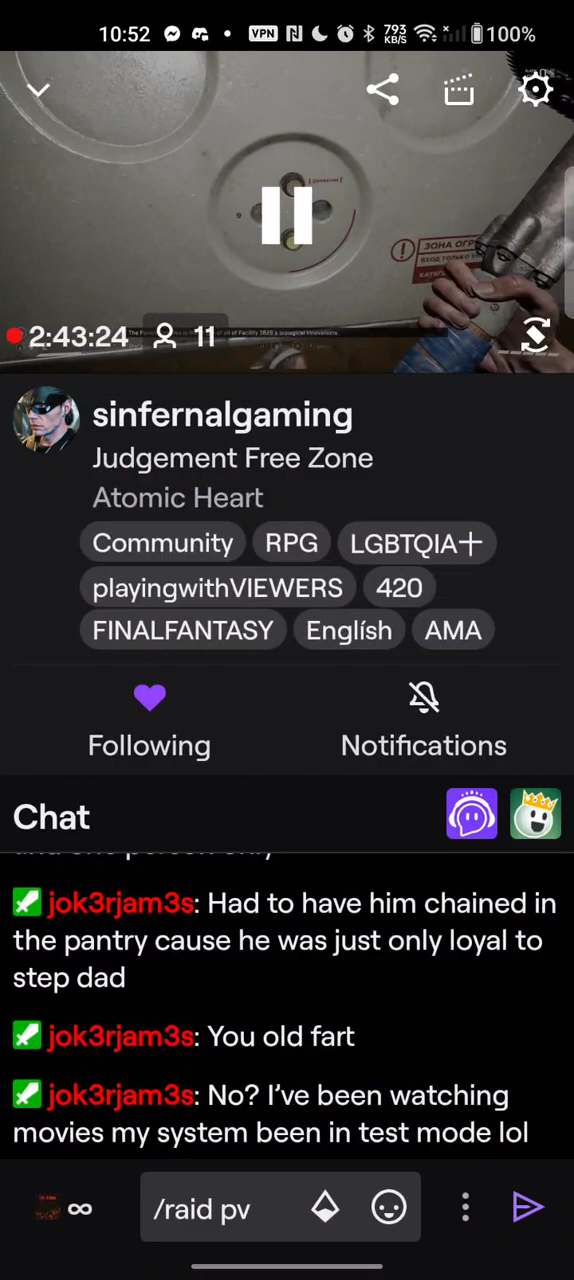 10:52 VPN 793 KB/S 100%
ЗОНА ОГР
2:43:24 11
sinfernalgaming
Judgement Free Zone
Atomic Heart
Community RPG LGBTQIA+
playingwithVIEWERS 420
FINALFANTASY Englísh AMA
Following Notifications
Chat
jok3rjam3s: Had to have him chained in
the pantry cause he was just only loyal to
step dad
jok3rjam3s: You old fart
jok3rjam3s: No? I've been watching
movies my system been in test mode lol
/raid pv